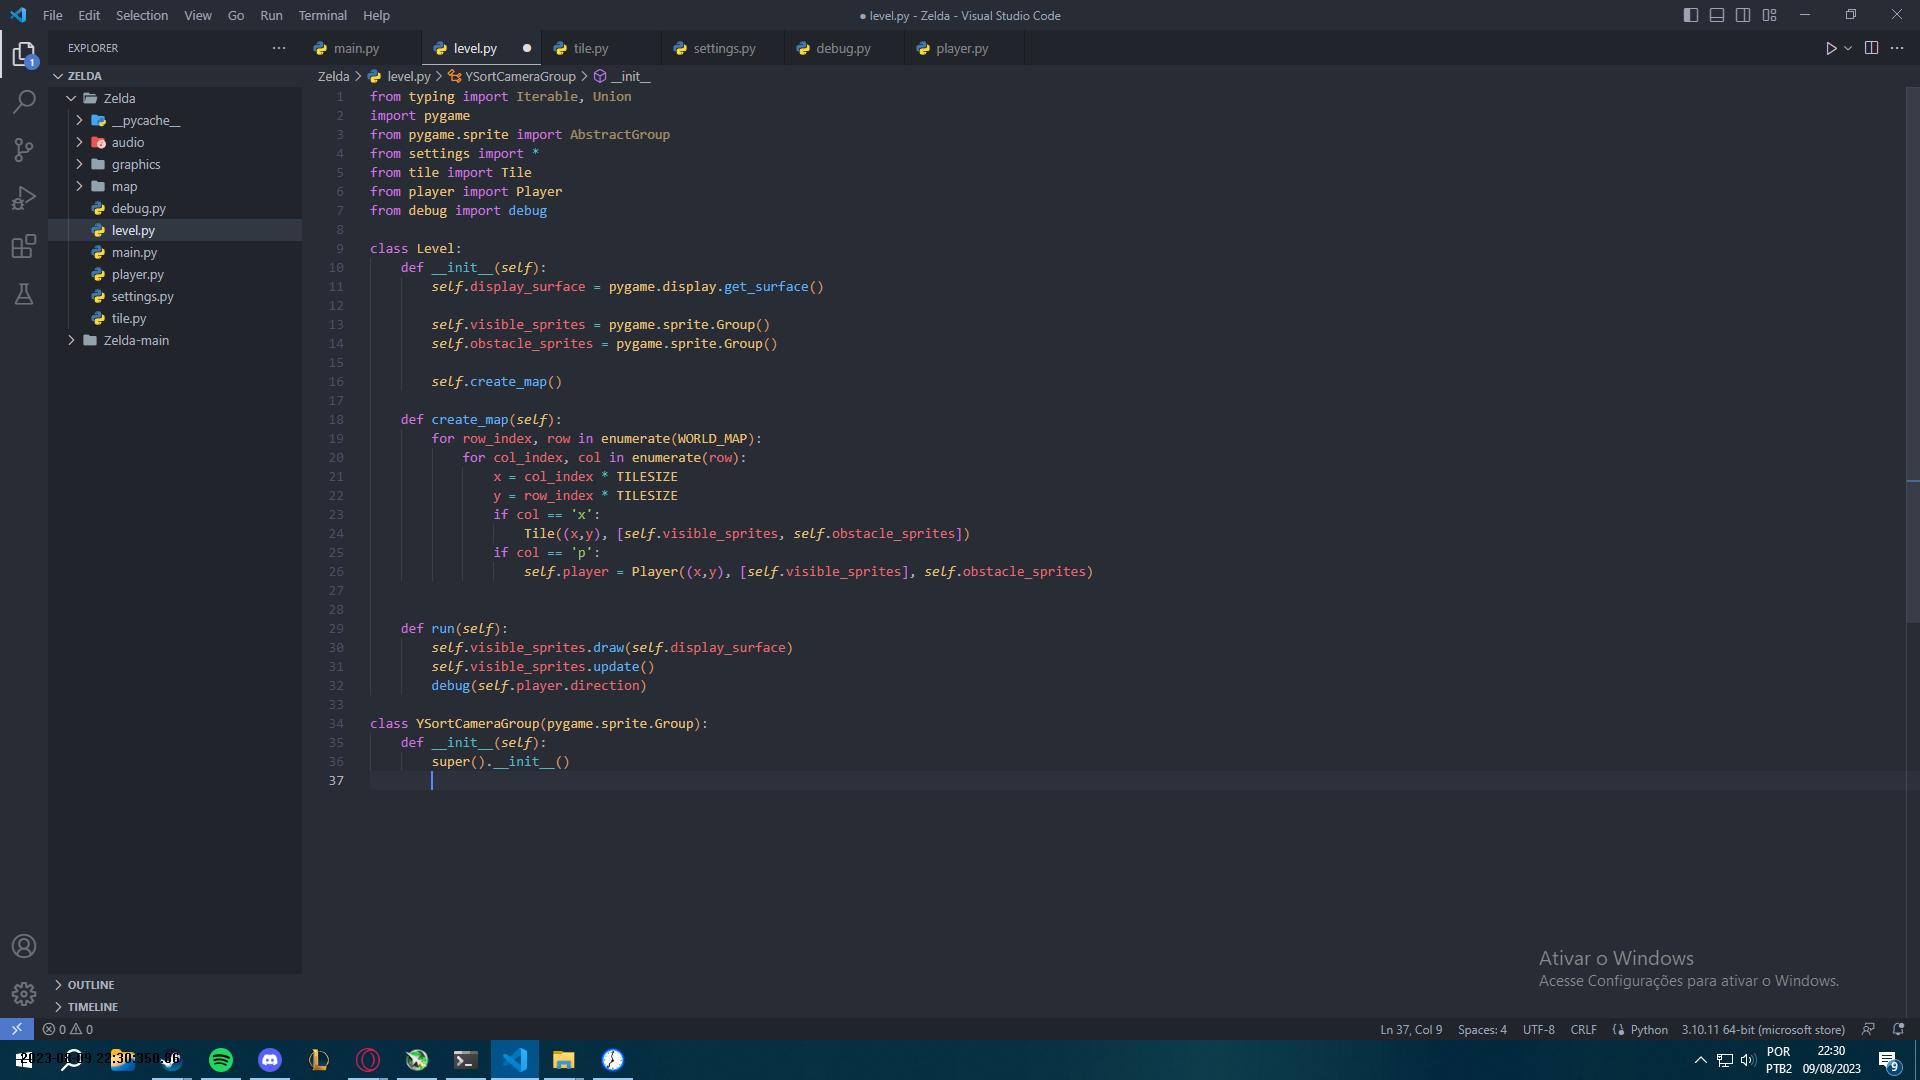 File Edit Selection View Go Run Terminal Help
● level.py - Zelda - Visual Studio Code
EXPLORER
main.py
level.py
tile.py
settings.py
debug.py
player.py
Zelda > level.py > YSortCameraGroup > __init__
ZELDA
Zelda
__pycache__
audio
graphics
map
debug.py
level.py
main.py
player.py
settings.py
tile.py
Zelda-main
OUTLINE
TIMELINE
1 from typing import Iterable, Union
2 import pygame
3 from pygame.sprite import AbstractGroup
4 from settings import *
5 from tile import Tile
6 from player import Player
7 from debug import debug
8
9 class Level:
10 def __init__(self):
11 self.display_surface = pygame.display.get_surface()
12
13 self.visible_sprites = pygame.sprite.Group()
14 self.obstacle_sprites = pygame.sprite.Group()
15
16 self.create_map()
17
18 def create_map(self):
19 for row_index, row in enumerate(WORLD_MAP):
20 for col_index, col in enumerate(row):
21 x = col_index * TILESIZE
22 y = row_index * TILESIZE
23 if col == 'x':
24 Tile((x,y), [self.visible_sprites, self.obstacle_sprites])
25 if col == 'p':
26 self.player = Player((x,y), [self.visible_sprites], self.obstacle_sprites)
27
28
29 def run(self):
30 self.visible_sprites.draw(self.display_surface)
31 self.visible_sprites.update()
32 debug(self.player.direction)
33
34 class YSortCameraGroup(pygame.sprite.Group):
35 def __init__(self):
36 super().__init__()
37
Ativar o Windows
Acesse Configurações para ativar o Windows.
0 0
Ln 37, Col 9 Spaces: 4 UTF-8 CRLF Python 3.10.11 64-bit (microsoft store)
POR
PTB2
22:30
09/08/2023
9
1